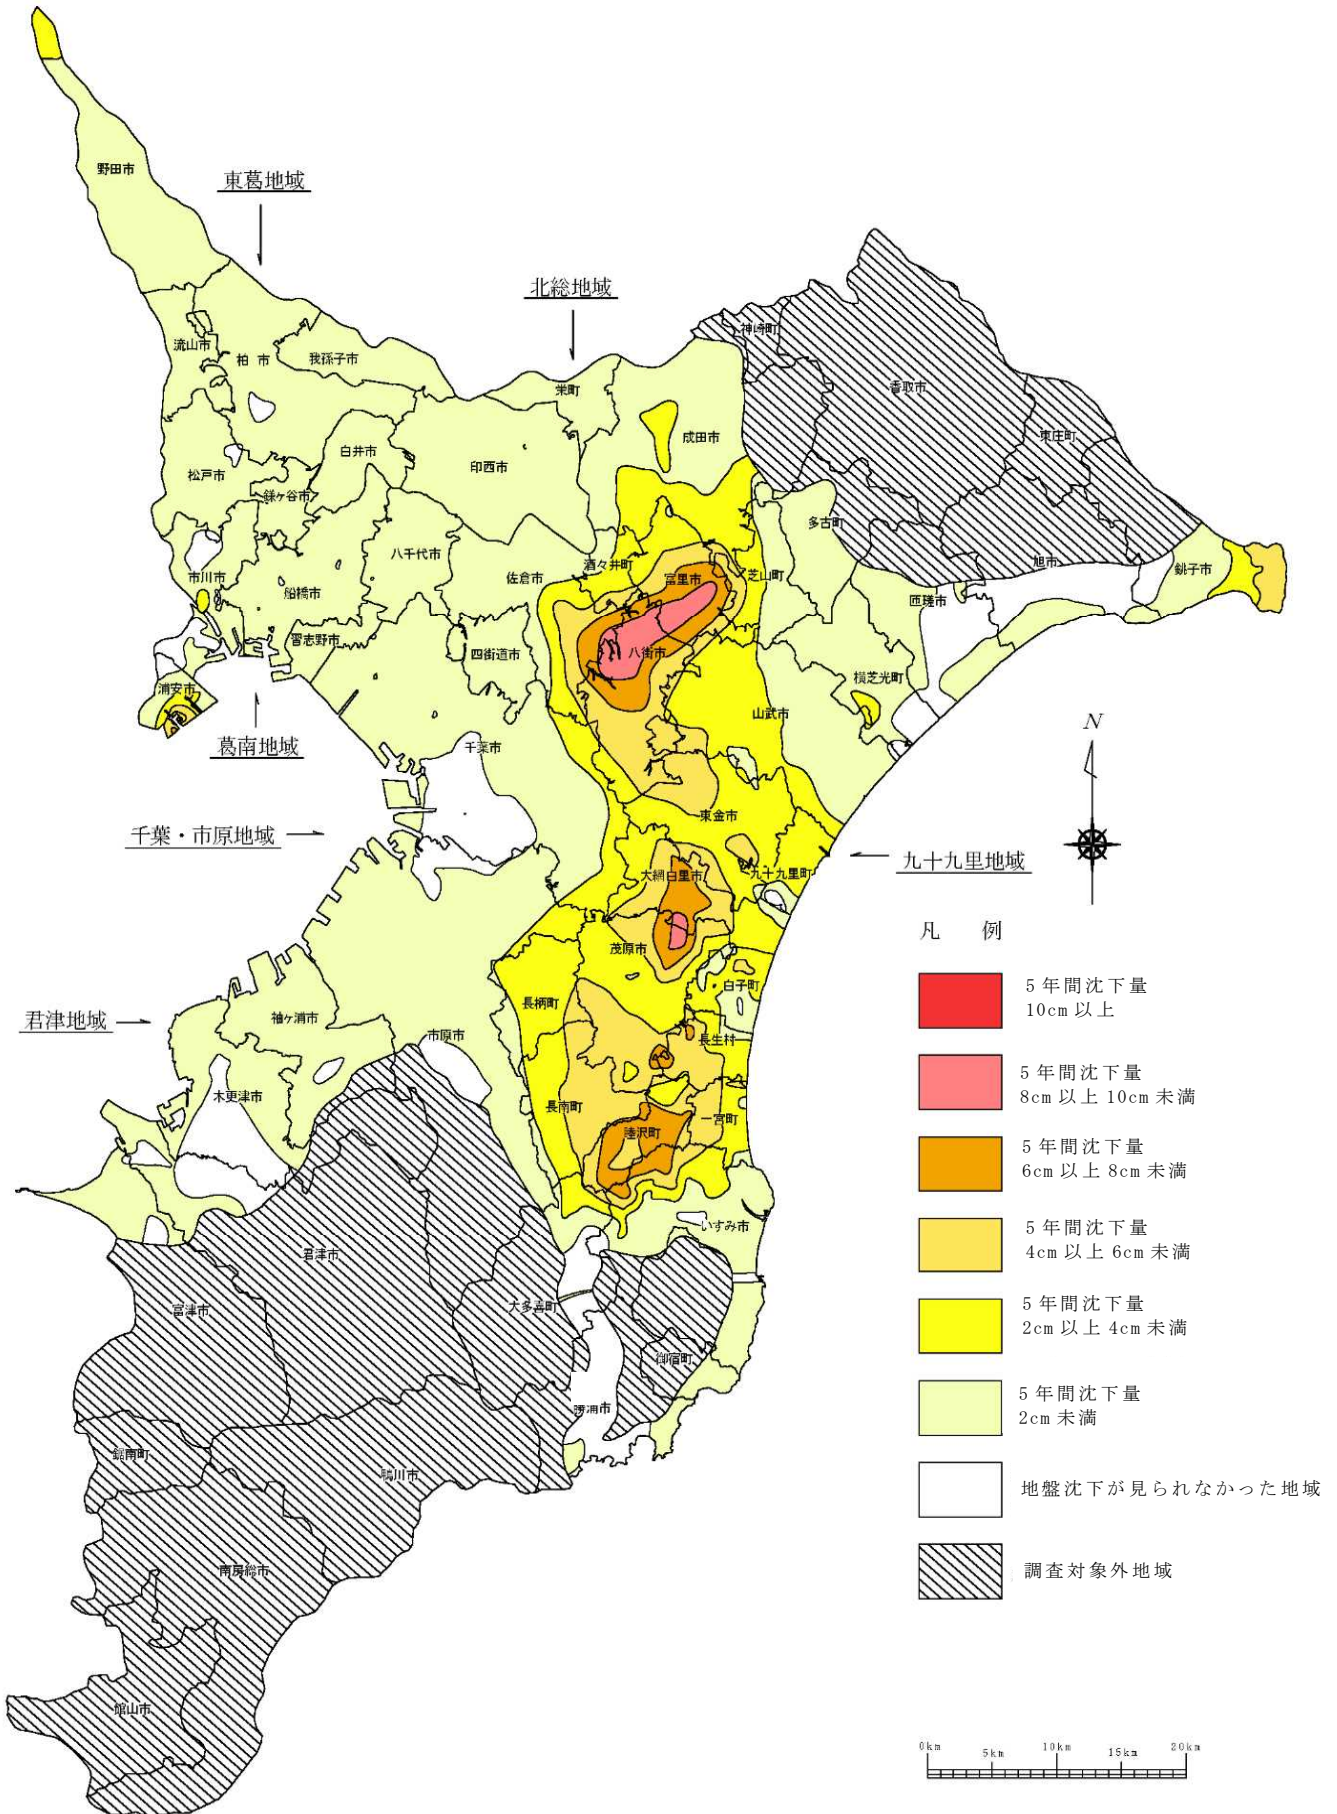 野田市
東葛地域
北総地域
神崎町
流山市
柏 市
我孫子市
香取市
栄町
東庄町
成田市
白井市
印西市
松戸市
鎌ヶ谷市
多古町
八千代市
酒々井町
旭市
銚子市
市川市
佐倉市
富里市
芝山町
船橋市
匝瑳市
習志野市
四街道市
八街市
横芝光町
浦安市
山武市
N
葛南地域
千葉市
東金市
千葉・市原地域
大網白里市
九十九里町
九十九里地域
凡 例
茂原市
白子町
長柄町
5年間沈下量
10cm以上
君津地域
袖ヶ浦市
市原市
長生村
5年間沈下量
8cm以上10cm未満
木更津市
長南町
一宮町
睦沢町
5年間沈下量
6cm以上8cm未満
いすみ市
5年間沈下量
4cm以上6cm未満
君津市
富津市
大多喜町
5年間沈下量
2cm以上4cm未満
御宿町
5年間沈下量
2cm未満
勝浦市
鋸南町
鴨川市
地盤沈下が見られなかった地域
南房総市
調査対象外地域
館山市
0km
5km
10km
15km
20km